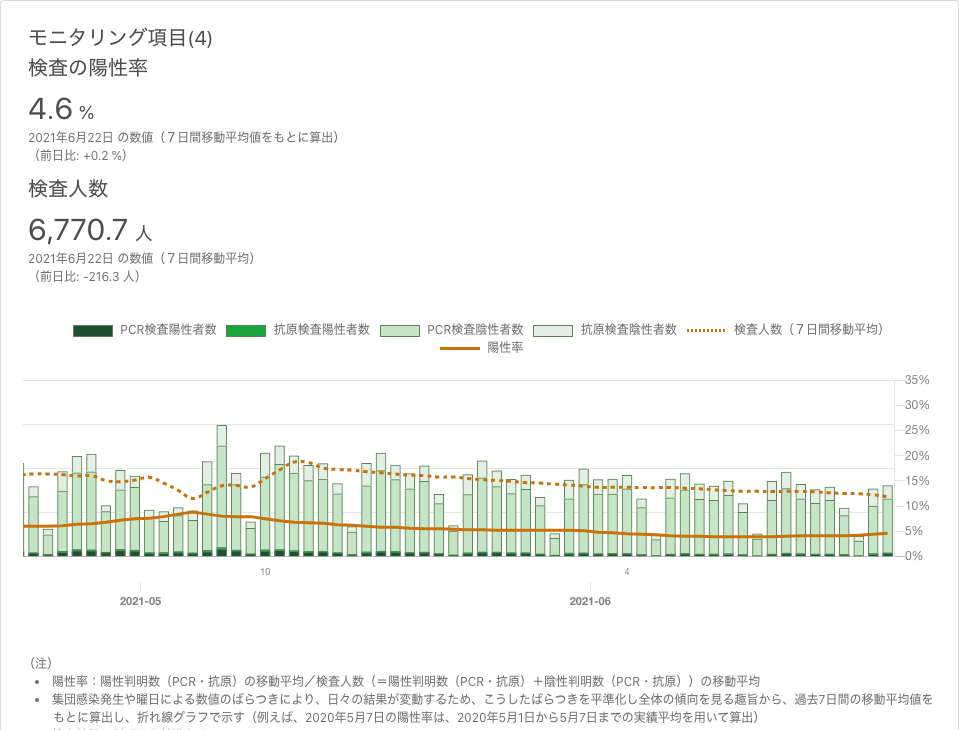 モニタリング項目(4)
検査の陽性率
4.6 %
2021年6月22日 の数値（７日間移動平均値をもとに算出）
（前日比: +0.2 %）
検査人数
6,770.7 人
2021年6月22日 の数値（７日間移動平均）
（前日比: -216.3 人）
PCR検査陽性者数 抗原検査陽性者数 PCR検査陰性者数 抗原検査陰性者数 検査人数（７日間移動平均）
陽性率
35%
30%
25%
20%
15%
10%
5%
0%
10 4
2021-05 2021-06
（注）
• 陽性率：陽性判明数（PCR・抗原）の移動平均／検査人数（＝陽性判明数（PCR・抗原）＋陰性判明数（PCR・抗原））の移動平均
• 集団感染発生や曜日による数値のばらつきにより、日々の結果が変動するため、こうしたばらつきを平準化し全体の傾向を見る趣旨から、過去7日間の移動平均値を
もとに算出し、折れ線グラフで示す（例えば、2020年5月7日の陽性率は、2020年5月1日から5月7日までの実績平均を用いて算出）